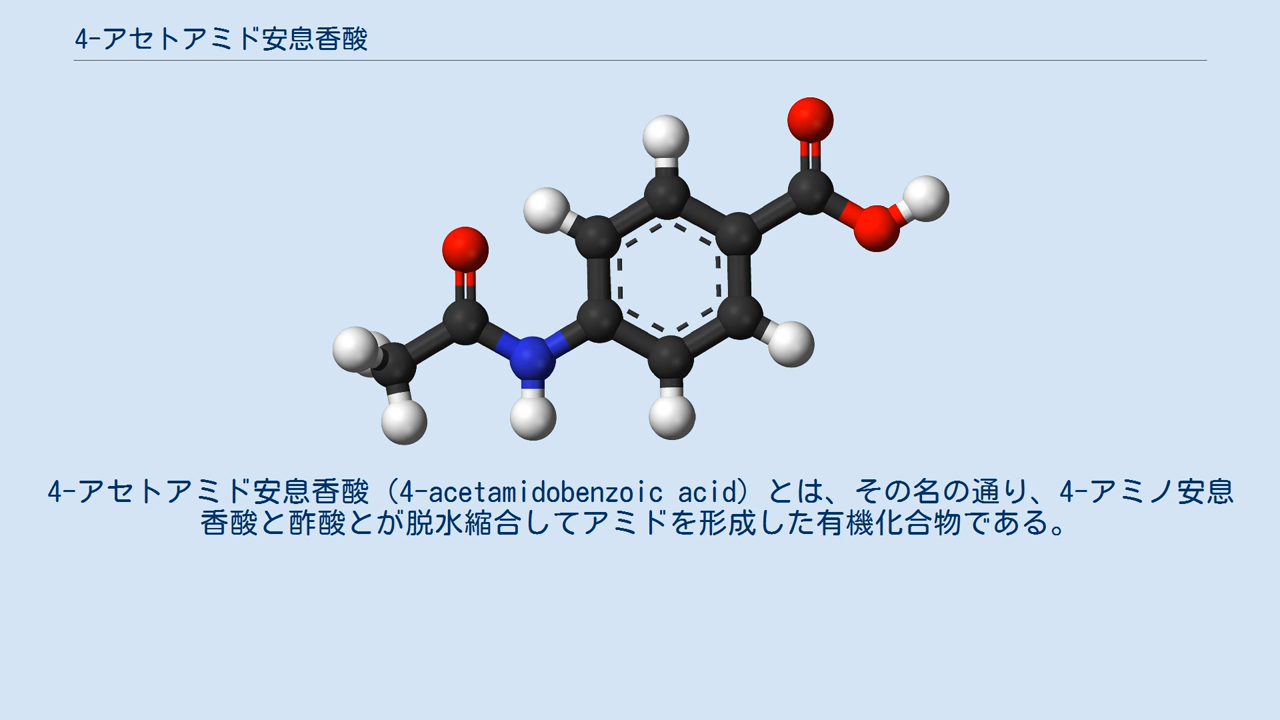 4-アセトアミド安息香酸
4-アセトアミド安息香酸（4-acetamidobenzoic acid）とは、その名の通り、4-アミノ安息
香酸と酢酸とが脱水縮合してアミドを形成した有機化合物である。